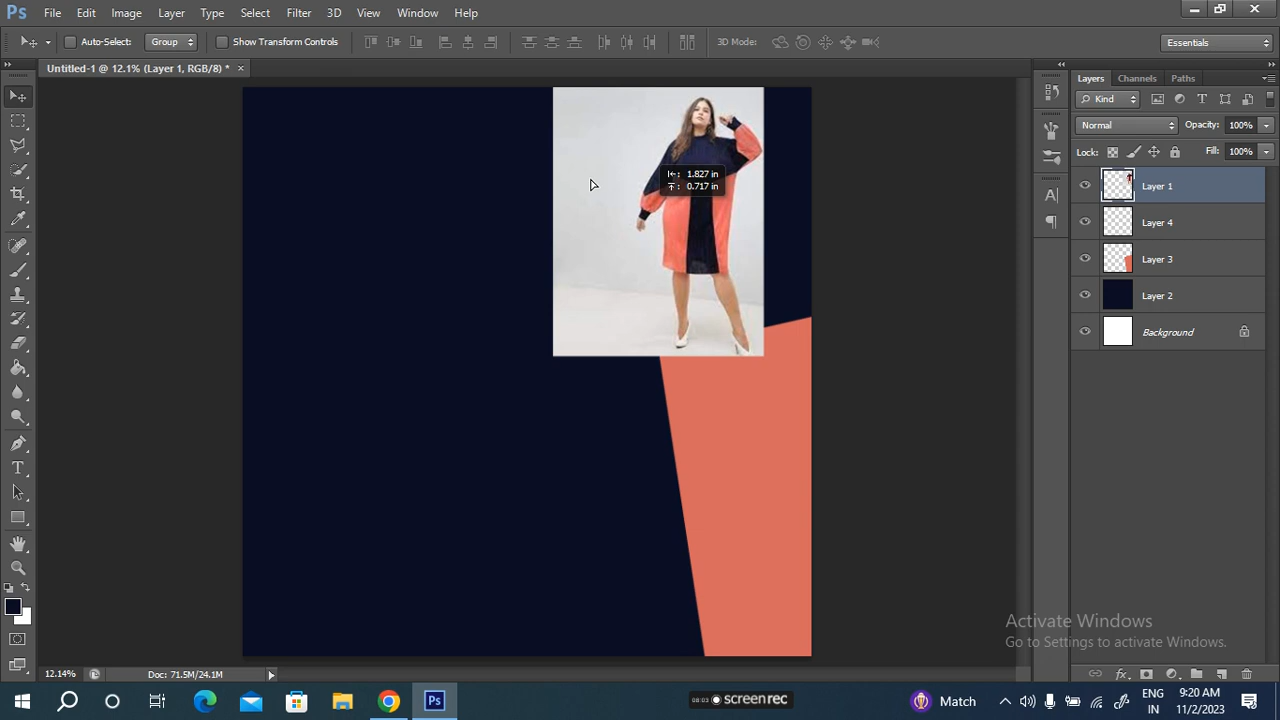 Ps File Edit Image Layer Type Select Filter 3D View Window Help
Auto-Select: Group Show Transform Controls 3D Mode: Essentials
Untitled-1 @ 12.1% (Layer 1, RGB/8) * ×
Layers Channels Paths
Kind
Normal Opacity: 100%
Lock: Fill: 100%
Layer 1
Layer 4
Layer 3
Layer 2
Background
1.827 in
0.717 in
Activate Windows
Go to Settings to activate Windows.
12.14% Doc: 71.5M/24.1M
Ps 08:03 screenrec Match ENG 9:20 AM
IN 11/2/2023